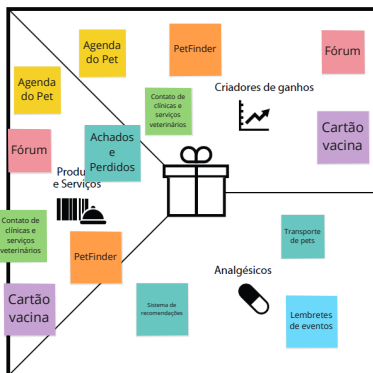 Agenda
do Pet
PetFinder
Fórum
Agenda
do Pet
Contato de
clínicas e
serviços
veterinários
Criadores de ganhos
Cartão
vacina
Fórum
Achados
e
Perdidos
Produ
e Serviços
Contato de
clínicas e
serviços
veterinários
PetFinder
Transporte
de pets
Analgésicos
Cartão
vacina
Sistema de
recomendações
Lembretes
de eventos